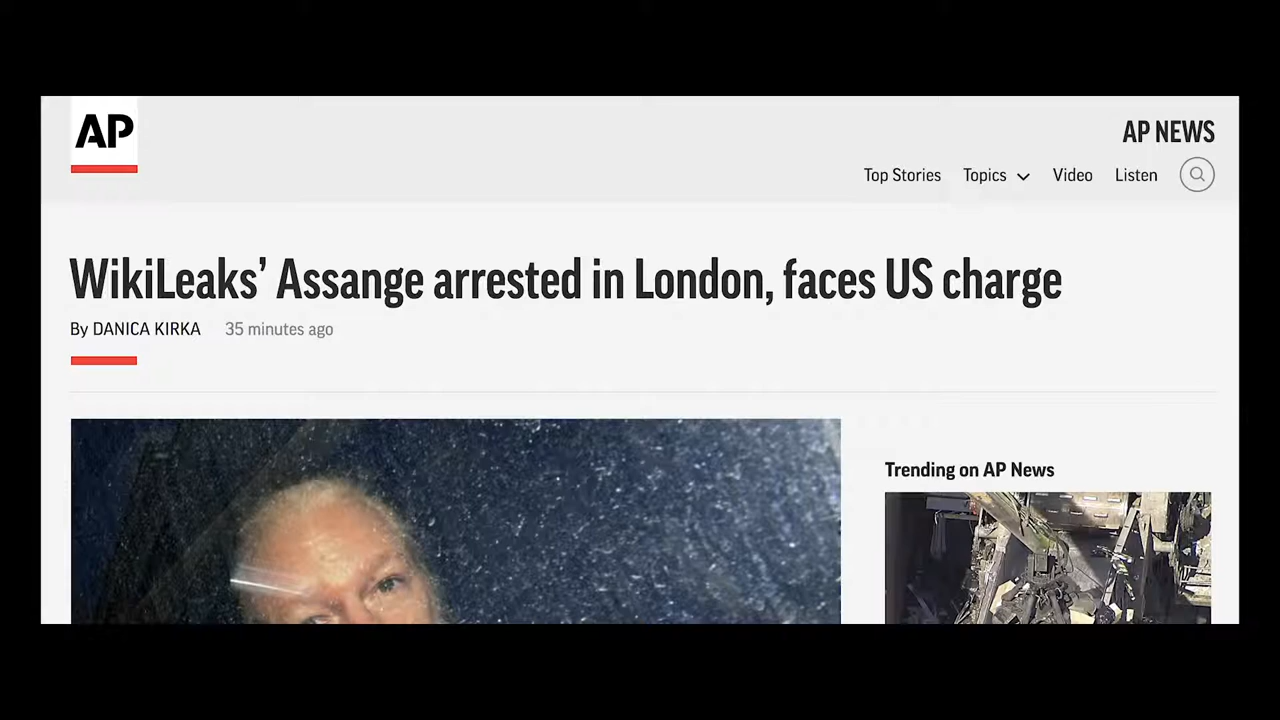 AP
AP NEWS
Top Stories Topics Video Listen
WikiLeaks’ Assange arrested in London, faces US charge
By DANICA KIRKA 35 minutes ago
Trending on AP News